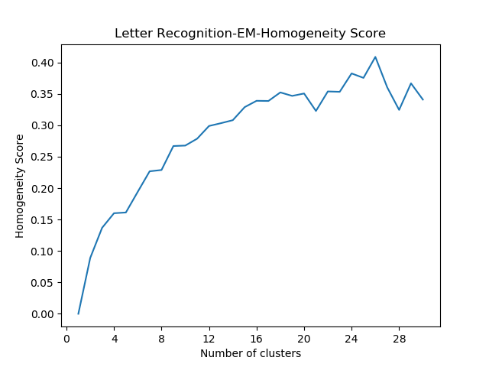 Letter Recognition-EM-Homogeneity Score
0.40
0.35
0.30
0.25
0.20
0.15
0.10
0.05
0.00
Homogeneity Score
0 4 8 12 16 20 24 28
Number of clusters